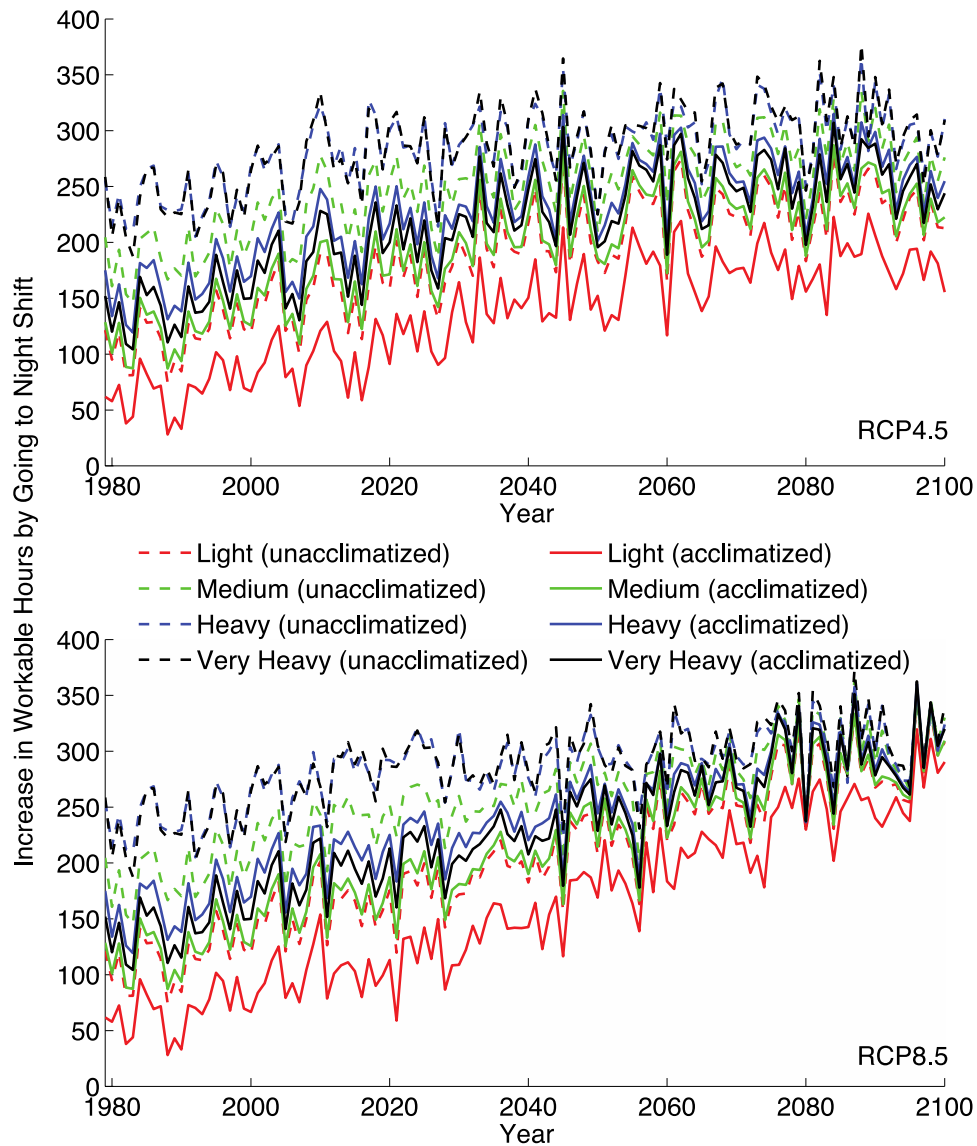 Increase in Workable Hours by Going to Night Shift
400
350
300
250
200
150
100
50
0
RCP4.5
1980 2000 2020 2040 2060 2080 2100
Year
Light (unacclimatized) Light (acclimatized)
Medium (unacclimatized) Medium (acclimatized)
Heavy (unacclimatized) Heavy (acclimatized)
Very Heavy (unacclimatized) Very Heavy (acclimatized)
400
350
300
250
200
150
100
50
0
RCP8.5
1980 2000 2020 2040 2060 2080 2100
Year